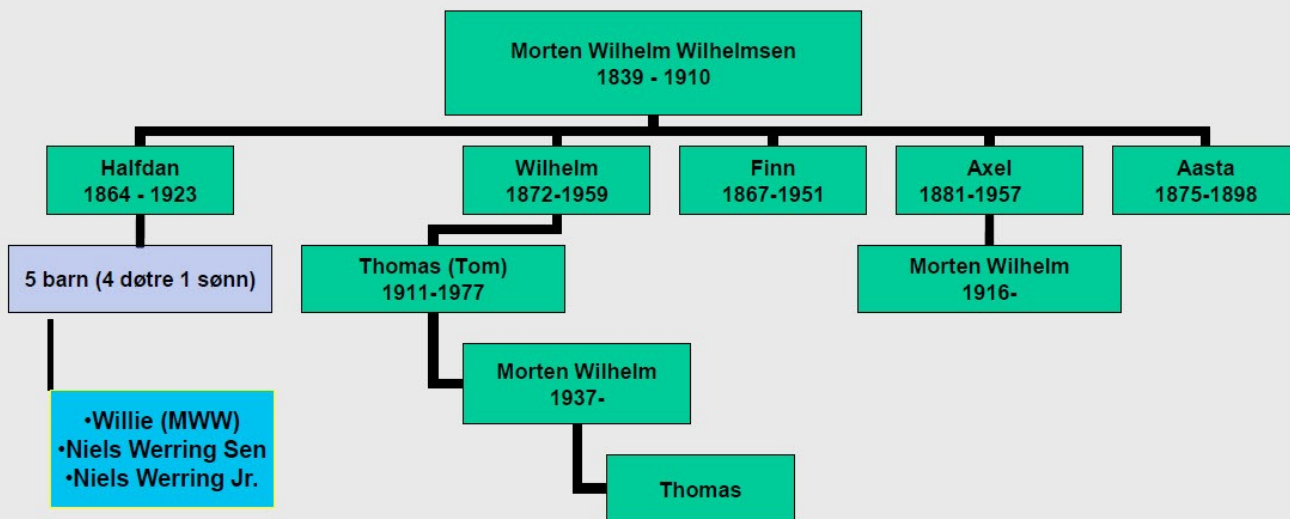 Morten Wilhelm Wilhelmsen
1839 - 1910
Halfdan
1864 - 1923
Wilhelm
1872-1959
Finn
1867-1951
Axel
1881-1957
Aasta
1875-1898
5 barn (4 døtre 1 sønn)
Thomas (Tom)
1911-1977
Morten Wilhelm
1916-
Morten Wilhelm
1937-
•Willie (MWW)
•Niels Werring Sen
•Niels Werring Jr.
Thomas